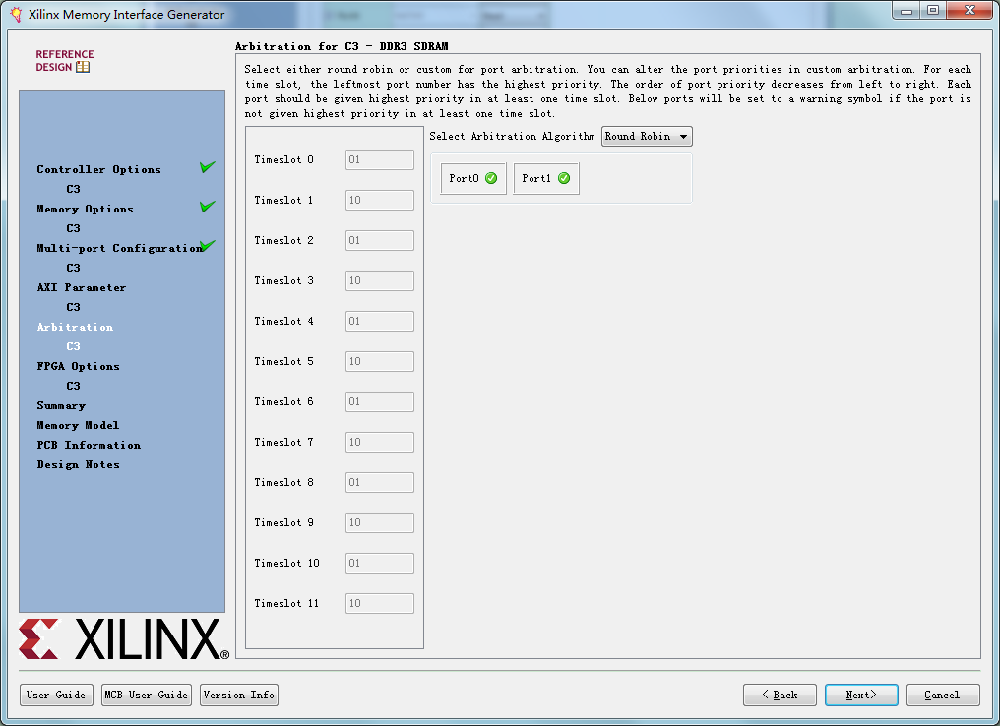 Xilinx Memory Interface Generator
REFERENCE
DESIGN
Controller Options
C3
Memory Options
C3
Multi-port Configuration
C3
AXI Parameter
C3
Arbitration
C3
FPGA Options
C3
Summary
Memory Model
PCB Information
Design Notes
XILINX®
Arbitration for C3 - DDR3 SDRAM
Select either round robin or custom for port arbitration. You can alter the port priorities in custom arbitration. For each
time slot, the leftmost port number has the highest priority. The order of port priority decreases from left to right. Each
port should be given highest priority in at least one time slot. Below ports will be set to a warning symbol if the port is
not given highest priority in at least one time slot.
Timeslot 0 01
Timeslot 1 10
Timeslot 2 01
Timeslot 3 10
Timeslot 4 01
Timeslot 5 10
Timeslot 6 01
Timeslot 7 10
Timeslot 8 01
Timeslot 9 10
Timeslot 10 01
Timeslot 11 10
Select Arbitration Algorithm Round Robin
Port0 Port1
User Guide MCB User Guide Version Info < Back Next> Cancel